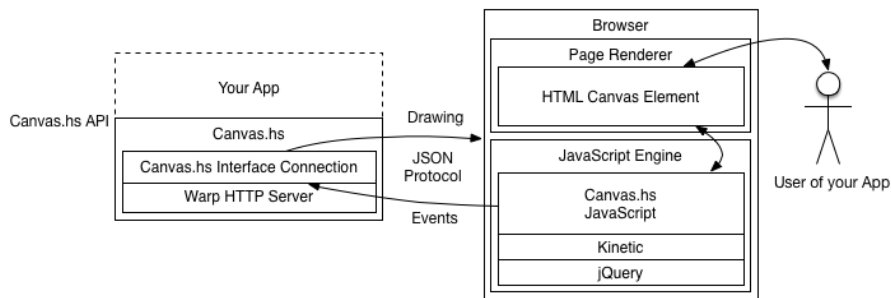 Your App
Canvas.hs API
Canvas.hs
Canvas.hs Interface Connection
Warp HTTP Server
Drawing
JSON
Protocol
Events
Browser
Page Renderer
HTML Canvas Element
JavaScript Engine
Canvas.hs
JavaScript
Kinetic
jQuery
User of your App